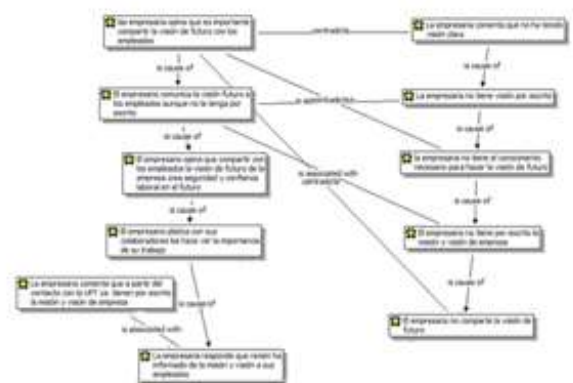 los empresario opina que es importante
compartir la visión de futuro con los
empleados
La empresaria comenta que no ha tenido
visión clara
contradicts
is cause of
is cause of
El empresario comunica la visión futuro a
los empleados aunque no la tenga por
escrito
La empresaria no tiene visión por escrito
is cause of
is cause of
El empresario opina que compartir con
los empleados la visión de futuro de la
empresa crea seguridad y confianza
laboral en el futuro
la empresaria no tiene el conocimiento
necesario para hacer la visión de futuro
is associated with
contradicts
is cause of
is cause of
El empresario platica con sus
colaboradores les hace ver la importancia
de su trabajo
El empresario no tiene por escrito la
misión y visión de empresa
La empresaria comenta que a partir del
contacto con la UPT ya tienen por escrito
la misión y visión de empresa
is cause of
is cause of
is associated with
El empresario no comparte la visión de
futuro
La empresaria responde que
informado de la misión y visión a sus
empleados